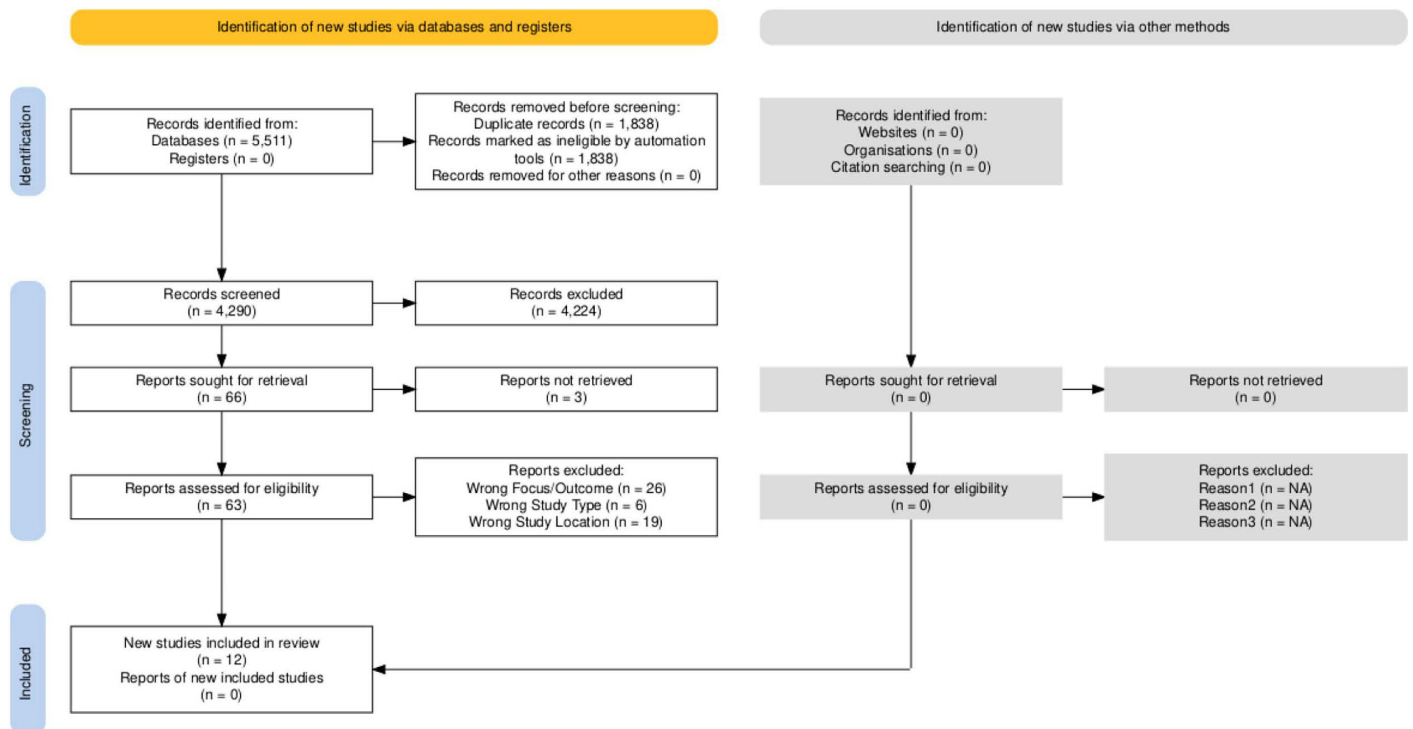 Identification of new studies via databases and registers
Identification of new studies via other methods
Identification
Records identified from:
Databases (n = 5,511)
Registers (n = 0)
Records removed before screening:
Duplicate records (n = 1,838)
Records marked as ineligible by automation
tools (n = 1,838)
Records removed for other reasons (n = 0)
Records identified from:
Websites (n = 0)
Organisations (n = 0)
Citation searching (n = 0)
Screening
Records screened
(n = 4,290)
Records excluded
(n = 4,224)
Reports sought for retrieval
(n = 66)
Reports not retrieved
(n = 3)
Reports sought for retrieval
(n = 0)
Reports not retrieved
(n = 0)
Reports assessed for eligibility
(n = 63)
Reports excluded:
Wrong Focus/Outcome (n = 26)
Wrong Study Type (n = 6)
Wrong Study Location (n = 19)
Reports assessed for eligibility
(n = 0)
Reports excluded:
Reason1 (n = NA)
Reason2 (n = NA)
Reason3 (n = NA)
Included
New studies included in review
(n = 12)
Reports of new included studies
(n = 0)